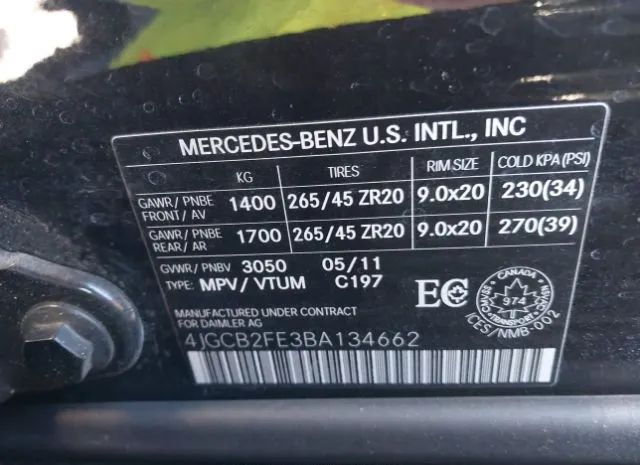 MERCEDES-BENZ U.S. INTL., INC
KG TIRES RIM SIZE COLD KPA(PSI)
GAWR/ PNBE FRONT/ AV 1400 265/45 ZR20 9.0x20 230(34)
GAWR/ PNBE REAR/ AR 1700 265/45 ZR20 9.0x20 270(39)
GVWR/ PNBV 3050 05/11
TYPE: MPV/ VTUM C197
MANUFACTURED UNDER CONTRACT
FOR DAIMLER AG
4JGCB2FE3BA134662
EC
CANADA
974
TRANSPORT
CMVSS
NSVAC
ICES/NMB-002